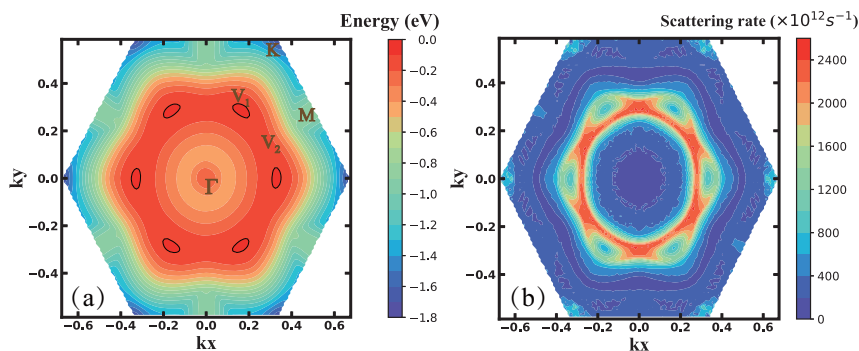 Energy (eV)
Scattering rate (×10¹²s⁻¹)
K
V₁
M
V₂
Γ
(a)
0.4
0.2
0.0
−0.2
−0.4
ky
−0.6 −0.4 −0.2 0.0 0.2 0.4 0.6
kx
0.0
−0.2
−0.4
−0.6
−0.8
−1.0
−1.2
−1.4
−1.6
−1.8
(b)
0.4
0.2
0.0
−0.2
−0.4
ky
−0.6 −0.4 −0.2 0.0 0.2 0.4 0.6
kx
2400
2000
1600
1200
800
400
0